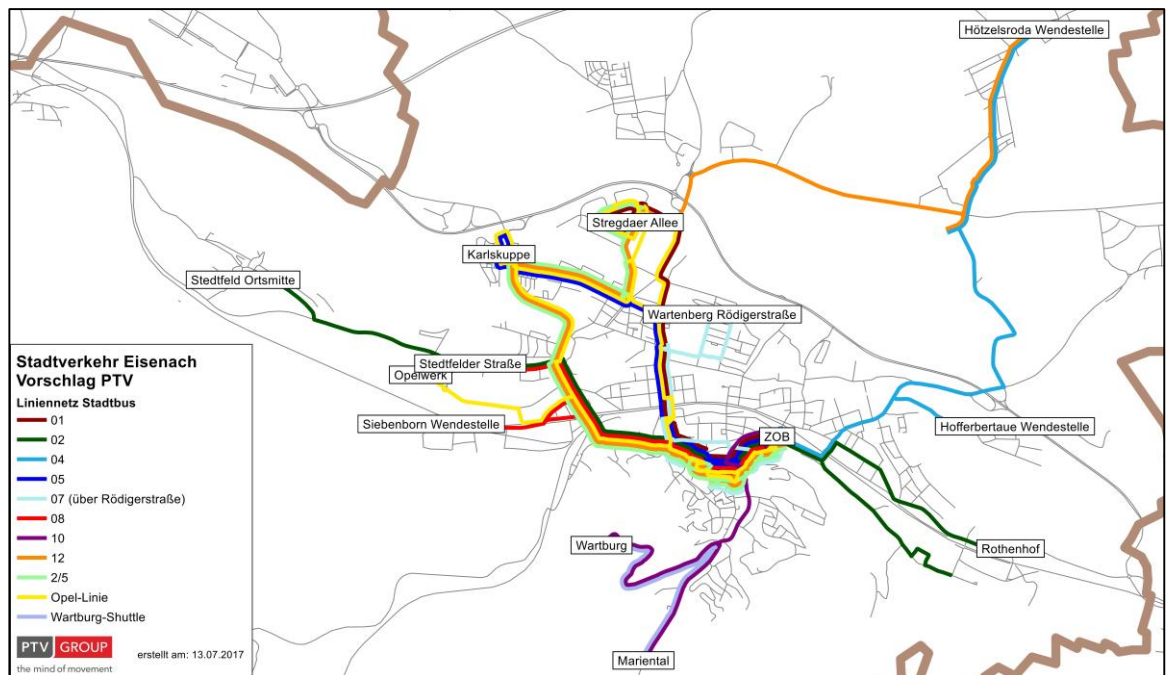 Hötzelsroda Wendestelle
Stregdaer Allee
Karlskuppe
Stedtfeld Ortsmitte
Wartenberg Rödigerstraße
Stedtfelder Straße
Opelwerk
Siebenborn Wendestelle
Hofferbertaue Wendestelle
ZOB
Rothenhof
Wartburg
Mariental
Stadtverkehr Eisenach
Vorschlag PTV
Liniennetz Stadtbus
01
02
04
05
07 (über Rödigerstraße)
08
10
12
2/5
Opel-Linie
Wartburg-Shuttle
PTV GROUP
the mind of movement
erstellt am: 13.07.2017